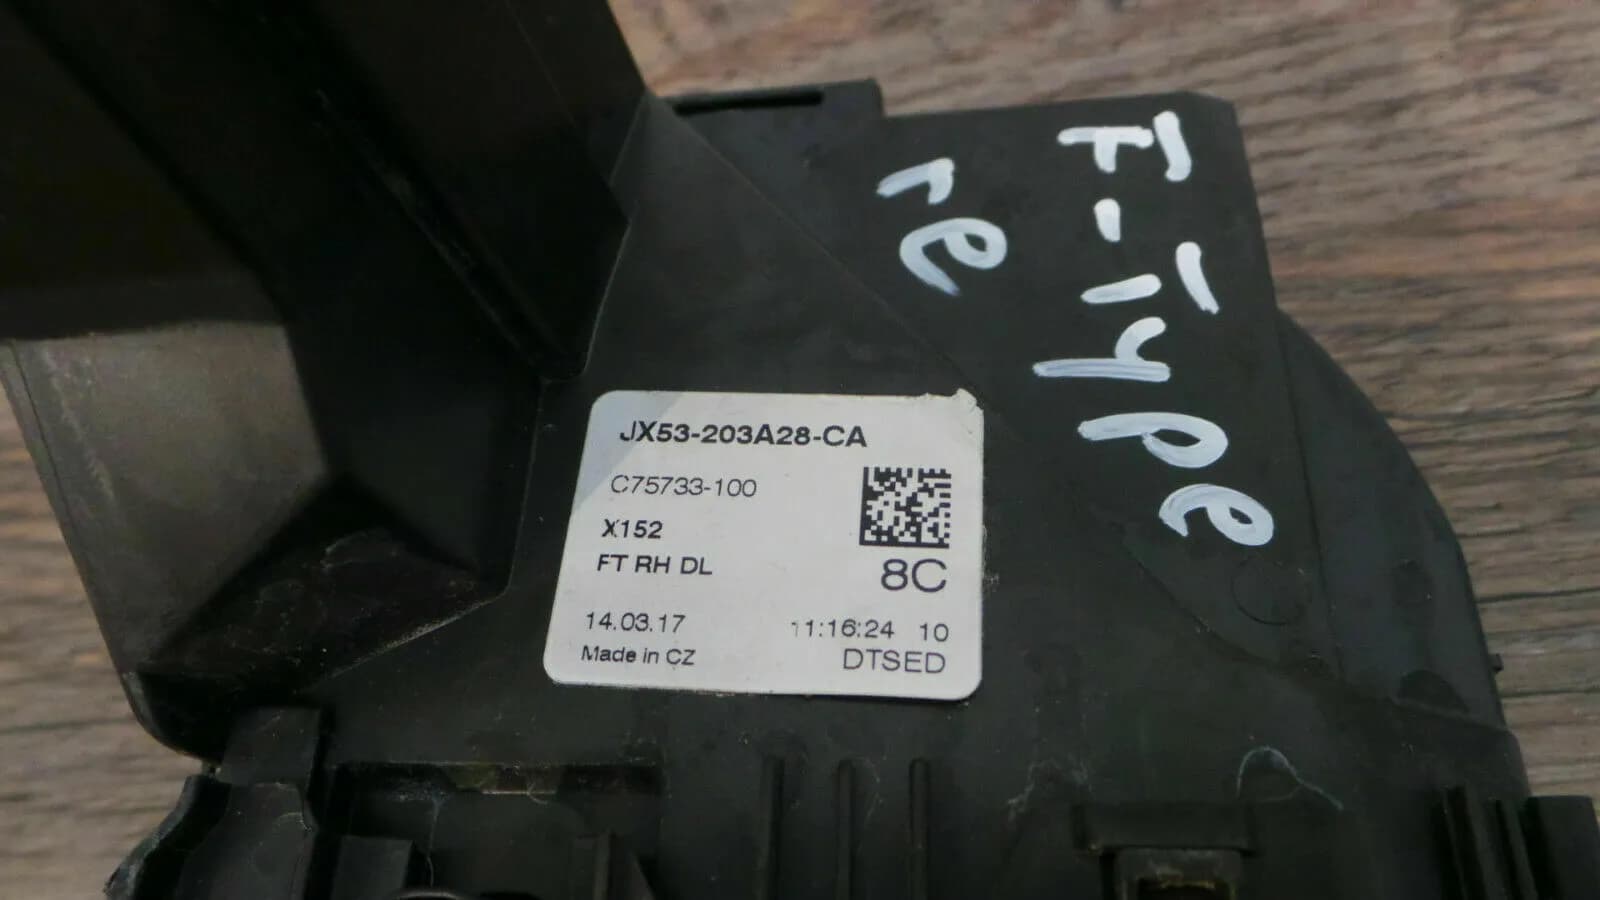 F-Type
re
JX53-203A28-CA
C75733-100
X152
FT RH DL
8C
14.03.17
11:16:24 10
Made in CZ
DTSED